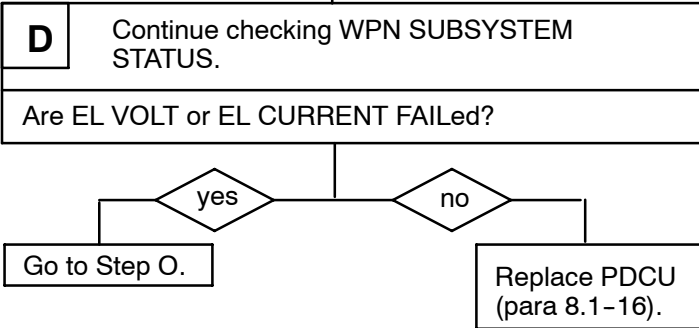 D
Continue checking WPN SUBSYSTEM
STATUS.
Are EL VOLT or EL CURRENT FAILed?
yes
no
Go to Step O.
Replace PDCU
(para 8.1–16).